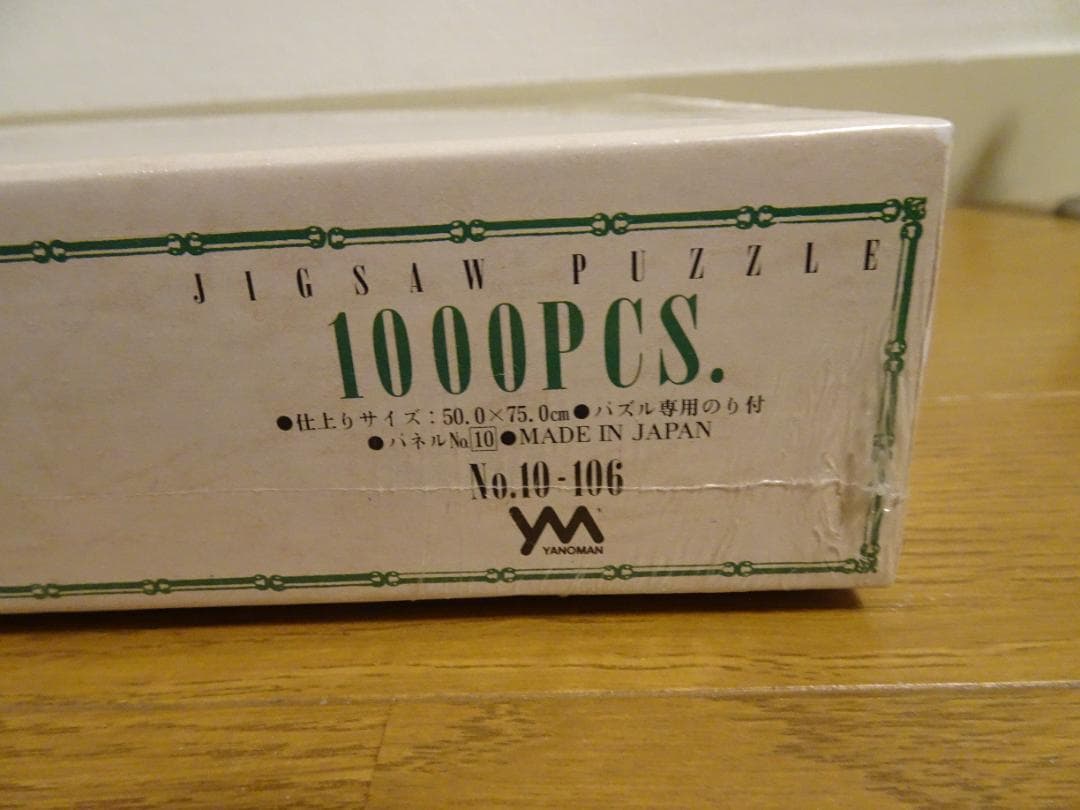 JIGSAW PUZZLE
1000PCS.
●仕上りサイズ：50.0×75.0cm●パズル専用のり付
●パネルNo.10●MADE IN JAPAN
No.10-106
YM
YANOMAN